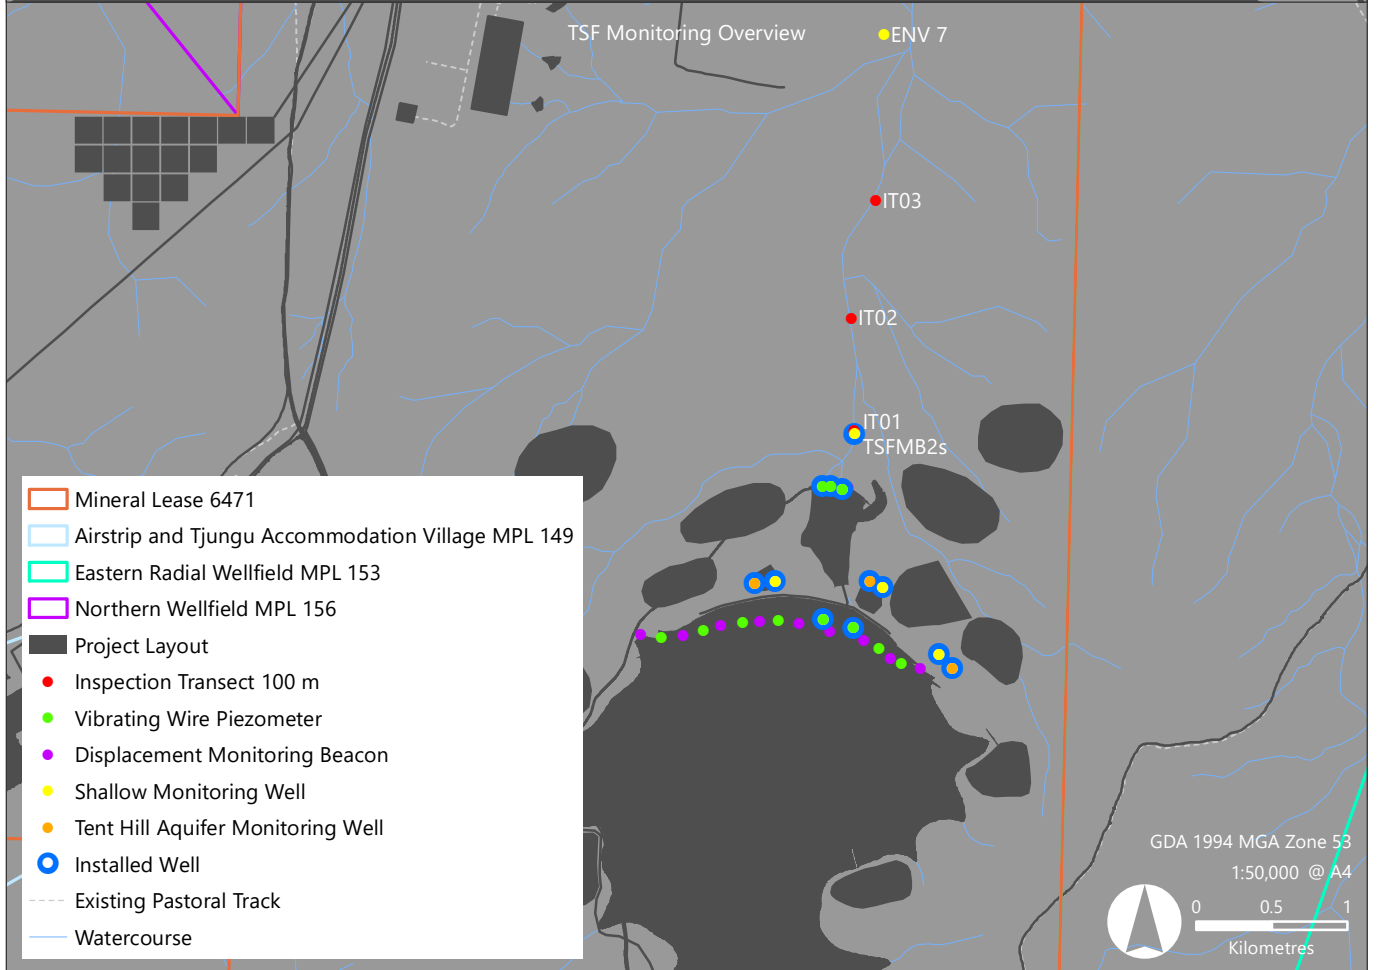 TSF Monitoring Overview
ENV 7
IT03
IT02
IT01
TSFMB2s
Mineral Lease 6471
Airstrip and Tjungu Accommodation Village MPL 149
Eastern Radial Wellfield MPL 153
Northern Wellfield MPL 156
Project Layout
Inspection Transect 100 m
Vibrating Wire Piezometer
Displacement Monitoring Beacon
Shallow Monitoring Well
Tent Hill Aquifer Monitoring Well
Installed Well
Existing Pastoral Track
Watercourse
GDA 1994 MGA Zone 53
1:50,000 @ A4
0 0.5 1
Kilometres